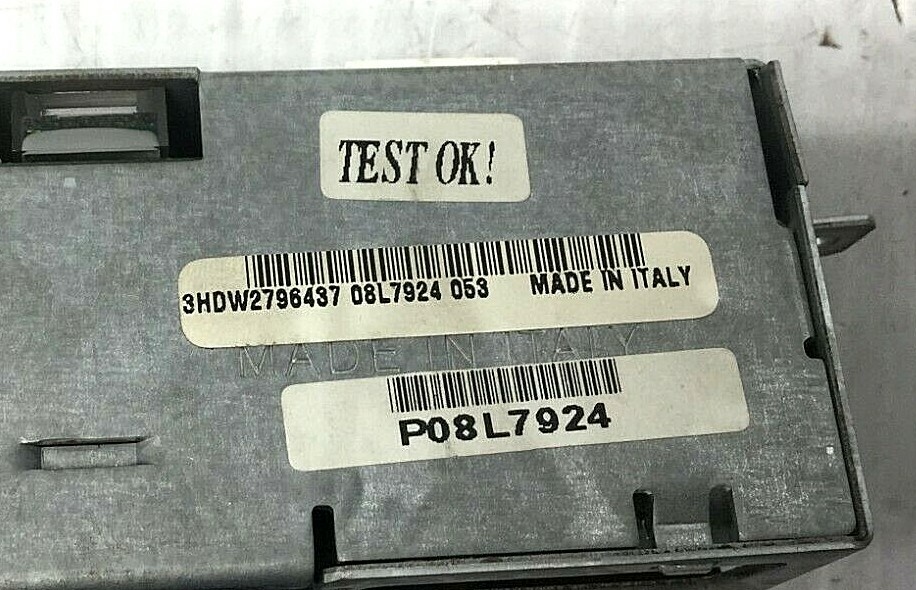 TEST OK!
3HDW2796437 08L7924 053 MADE IN ITALY
MADE IN ITALY
P08L7924